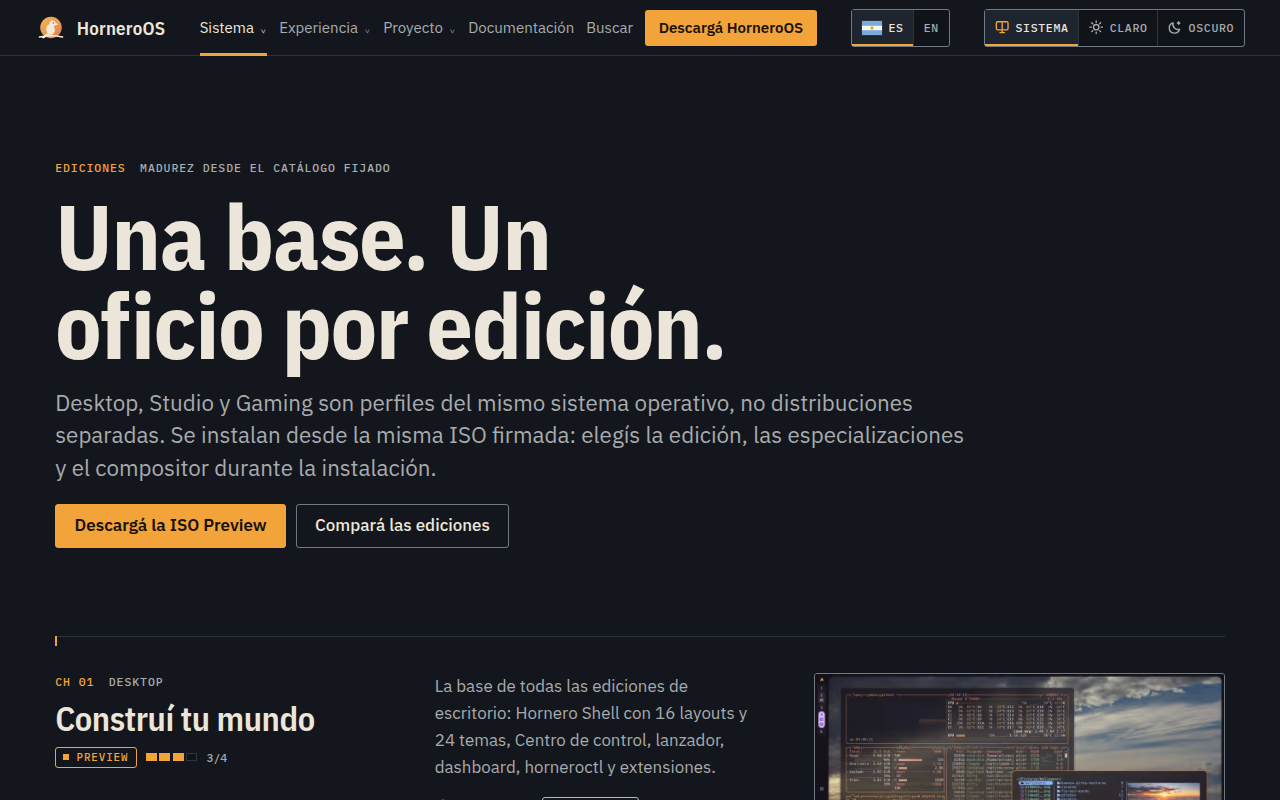 HorneroOS
Sistema
Experiencia
Proyecto
Documentación
Buscar
Descargá HorneroOS
ES
EN
SISTEMA
CLARO
OSCURO
EDICIONES MADUREZ DESDE EL CATÁLOGO FIJADO
Una base. Un
oficio por edición.
Desktop, Studio y Gaming son perfiles del mismo sistema operativo, no distribuciones
separadas. Se instalan desde la misma ISO firmada: elegís la edición, las especializaciones
y el compositor durante la instalación.
Descargá la ISO Preview
Compará las ediciones
CH 01 DESKTOP
Construí tu mundo
PREVIEW
3/4
La base de todas las ediciones de
escritorio: Hornero Shell con 16 layouts y
24 temas, Centro de control, lanzador,
dashboard, horneroctl y extensiones.